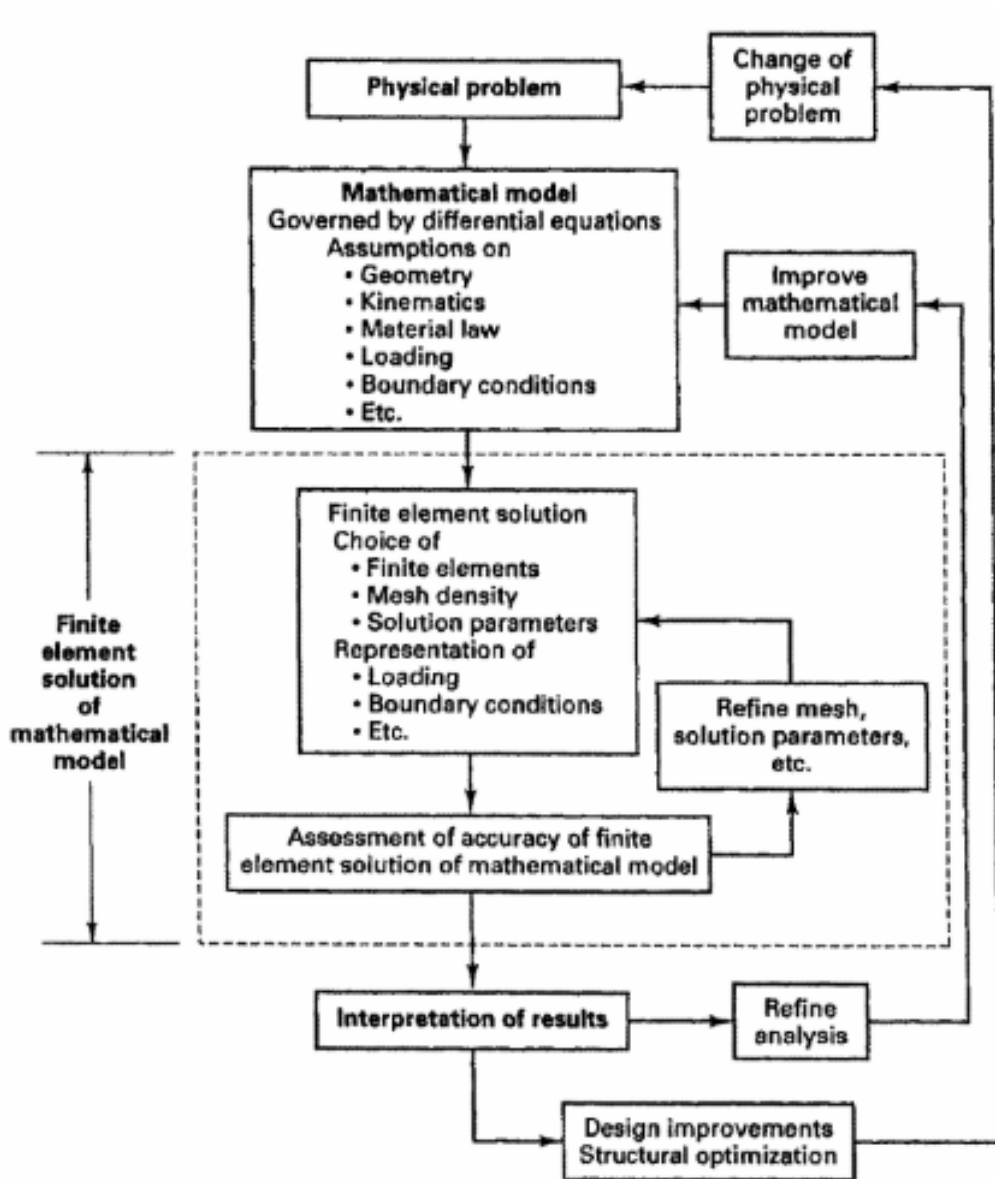 Physical problem
Change of
physical
problem
Mathematical model
Governed by differential equations
Assumptions on
• Geometry
• Kinematics
• Material law
• Loading
• Boundary conditions
• Etc.
Improve
mathematical
model
Finite element solution
Choice of
• Finite elements
• Mesh density
• Solution parameters
Representation of
• Loading
• Boundary conditions
• Etc.
Finite
element
solution
of
mathematical
model
Refine mesh,
solution parameters,
etc.
Assessment of accuracy of finite
element solution of mathematical model
Interpretation of results
Refine
analysis
Design improvements
Structural optimization